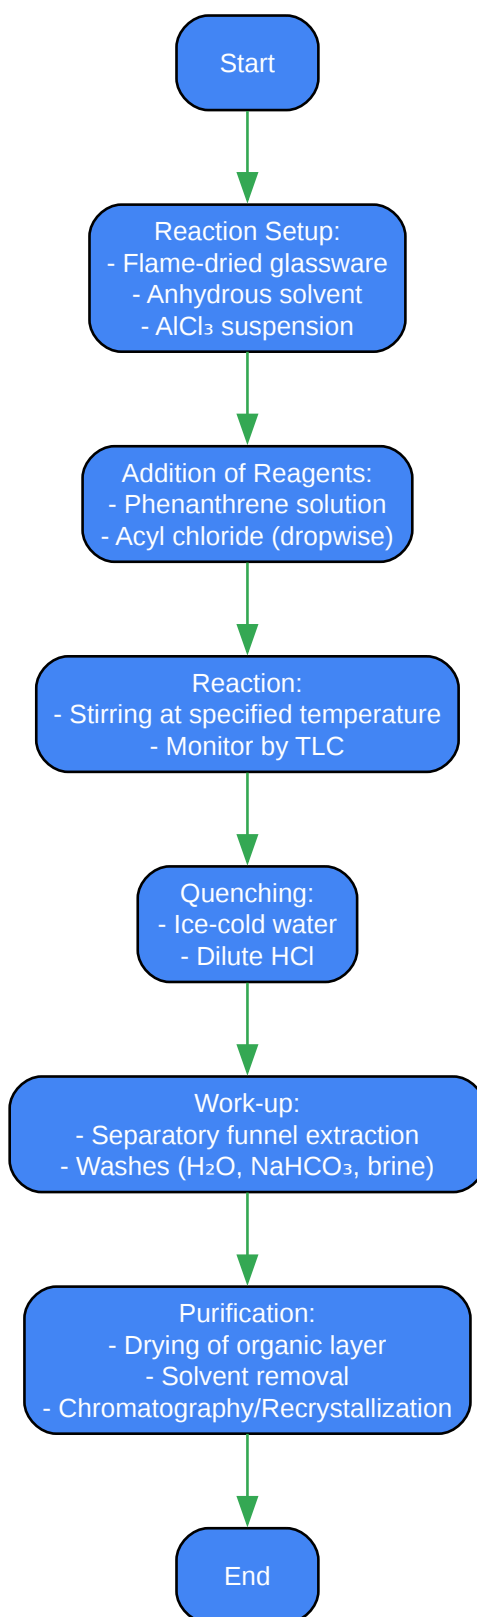 Start
Reaction Setup:
- Flame-dried glassware
- Anhydrous solvent
- AlCl₃ suspension
Addition of Reagents:
- Phenanthrene solution
- Acyl chloride (dropwise)
Reaction:
- Stirring at specified temperature
- Monitor by TLC
Quenching:
- Ice-cold water
- Dilute HCl
Work-up:
- Separatory funnel extraction
- Washes (H₂O, NaHCO₃, brine)
Purification:
- Drying of organic layer
- Solvent removal
- Chromatography/Recrystallization
End